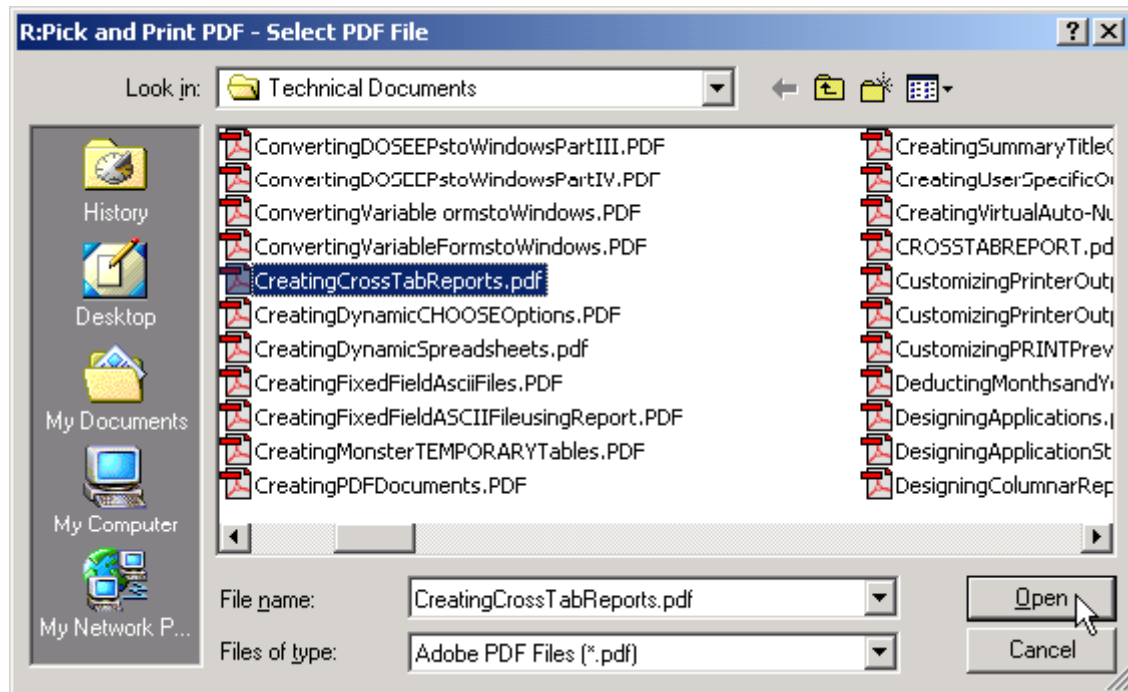 R:Pick and Print PDF - Select PDF File
Look in:
Technical Documents
History
Desktop
My Documents
My Computer
My Network P...
ConvertingDOSEEPstoWindowsPartIII.PDF
ConvertingDOSEEPstoWindowsPartIV.PDF
ConvertingVariable ormstoWindows.PDF
ConvertingVariableFormstoWindows.PDF
CreatingCrossTabReports.pdf
CreatingDynamicCHOOSEOptions.PDF
CreatingDynamicSpreadsheets.pdf
CreatingFixedFieldAsciiFiles.PDF
CreatingFixedFieldASCIIFileusingReport.PDF
CreatingMonsterTEMPORARYTables.PDF
CreatingPDFDocuments.PDF
CreatingSummaryTitle
CreatingUserSpecificO
CreatingVirtualAuto-Nu
CROSSTABREPORT.pd
CustomizingPrinterOut
CustomizingPrinterOut
CustomizingPRINTPrev
DeductingMonthsandY
DesigningApplications.
DesigningApplicationSt
DesigningColumnarRep
File name:
CreatingCrossTabReports.pdf
Open
Files of type:
Adobe PDF Files (*.pdf)
Cancel